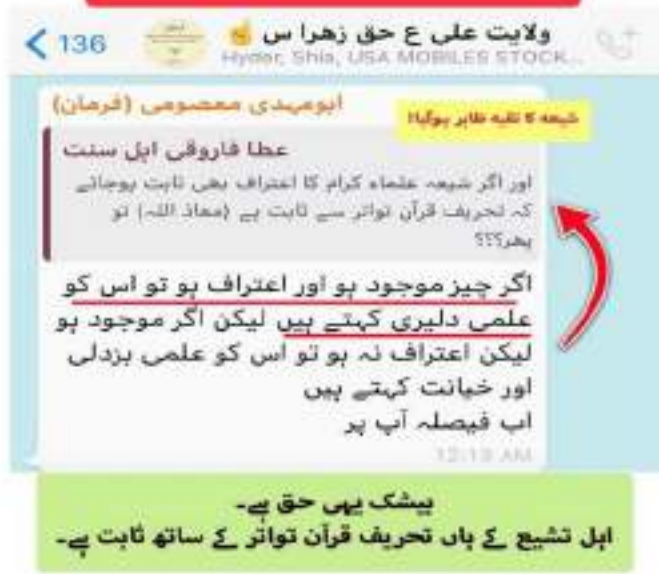 136
ولایت علی ع حق زهرا س
Hyder, Shia, USA MOBILES STOCK...
ابومہدی معصومی (فرمان)
شیعہ کا تقیہ ظاہر ہوگیا!
عطا فاروقی اہل سنت
اور اگر شیعہ علماء کرام کا اعتراف بھی ثابت ہوجائے
کہ تحریف قرآن تواتر سے ثابت ہے (معاذ اللہ) تو
پھر؟؟؟
اگر چیز موجود ہو اور اعتراف ہو تو اس کو
علمی دلیری کہتے ہیں لیکن اگر موجود ہو
لیکن اعتراف نہ ہو تو اس کو علمی بزدلی
اور خیانت کہتے ہیں
اب فیصلہ آپ پر
12:13 AM
بیشک یہی حق ہے۔
اہل تشیع کے ہاں تحریف قرآن تواتر کے ساتھ ثابت ہے۔